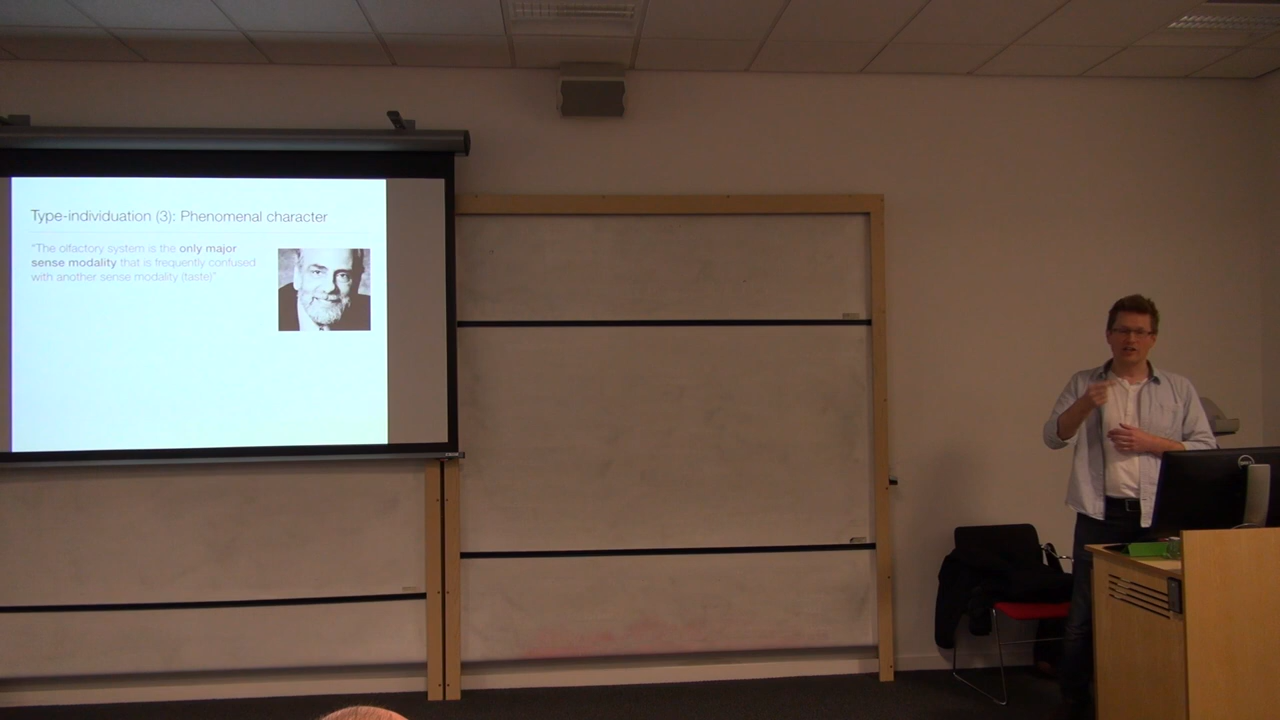 Type-individuation (3): Phenomenal character
"The olfactory system is the only major
sense modality that is frequently confused
with another sense modality (taste)"